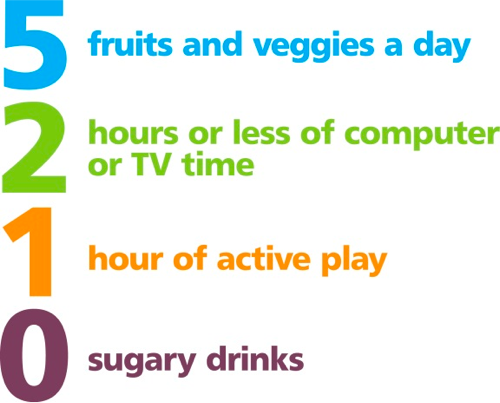 5 fruits and veggies a day
2 hours or less of computer
or TV time
1 hour of active play
0 sugary drinks